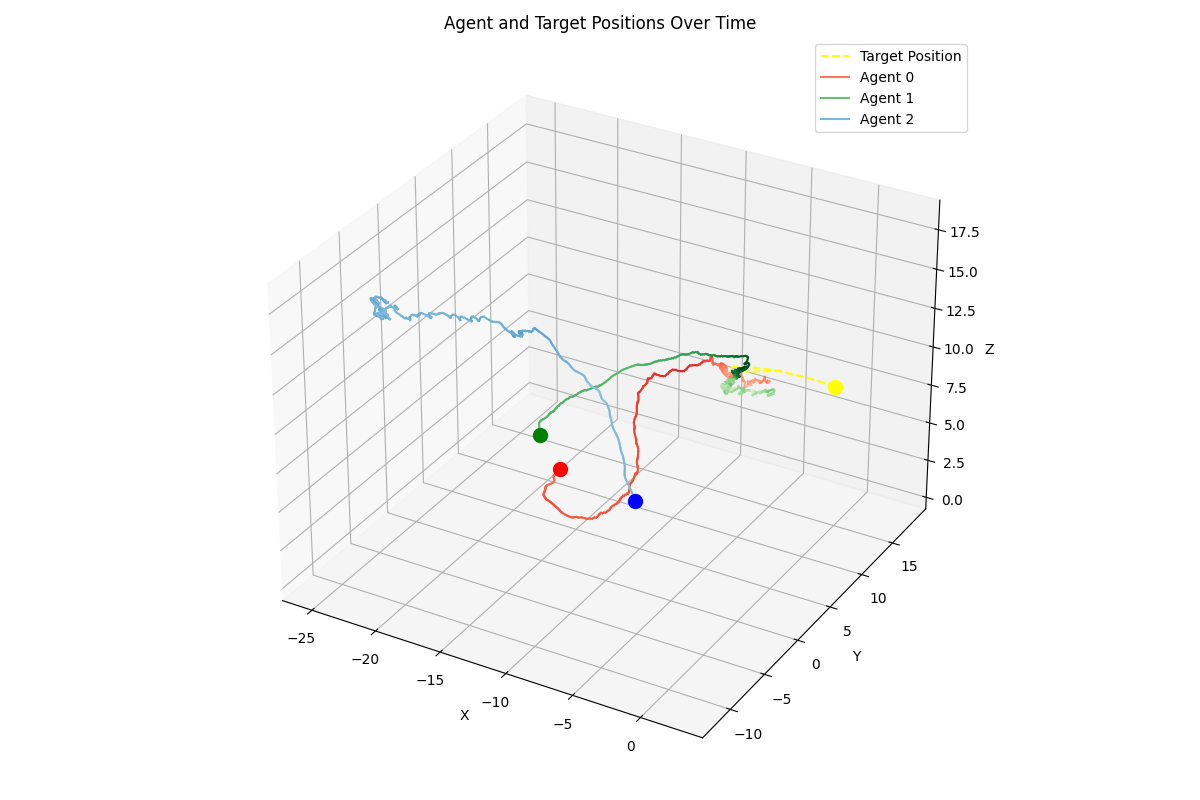 Agent and Target Positions Over Time
Target Position
Agent 0
Agent 1
Agent 2
17.5
15.0
12.5
10.0
Z
7.5
5.0
2.5
0.0
15
10
5
0
−5
−10
Y
−25
−20
−15
−10
−5
0
X